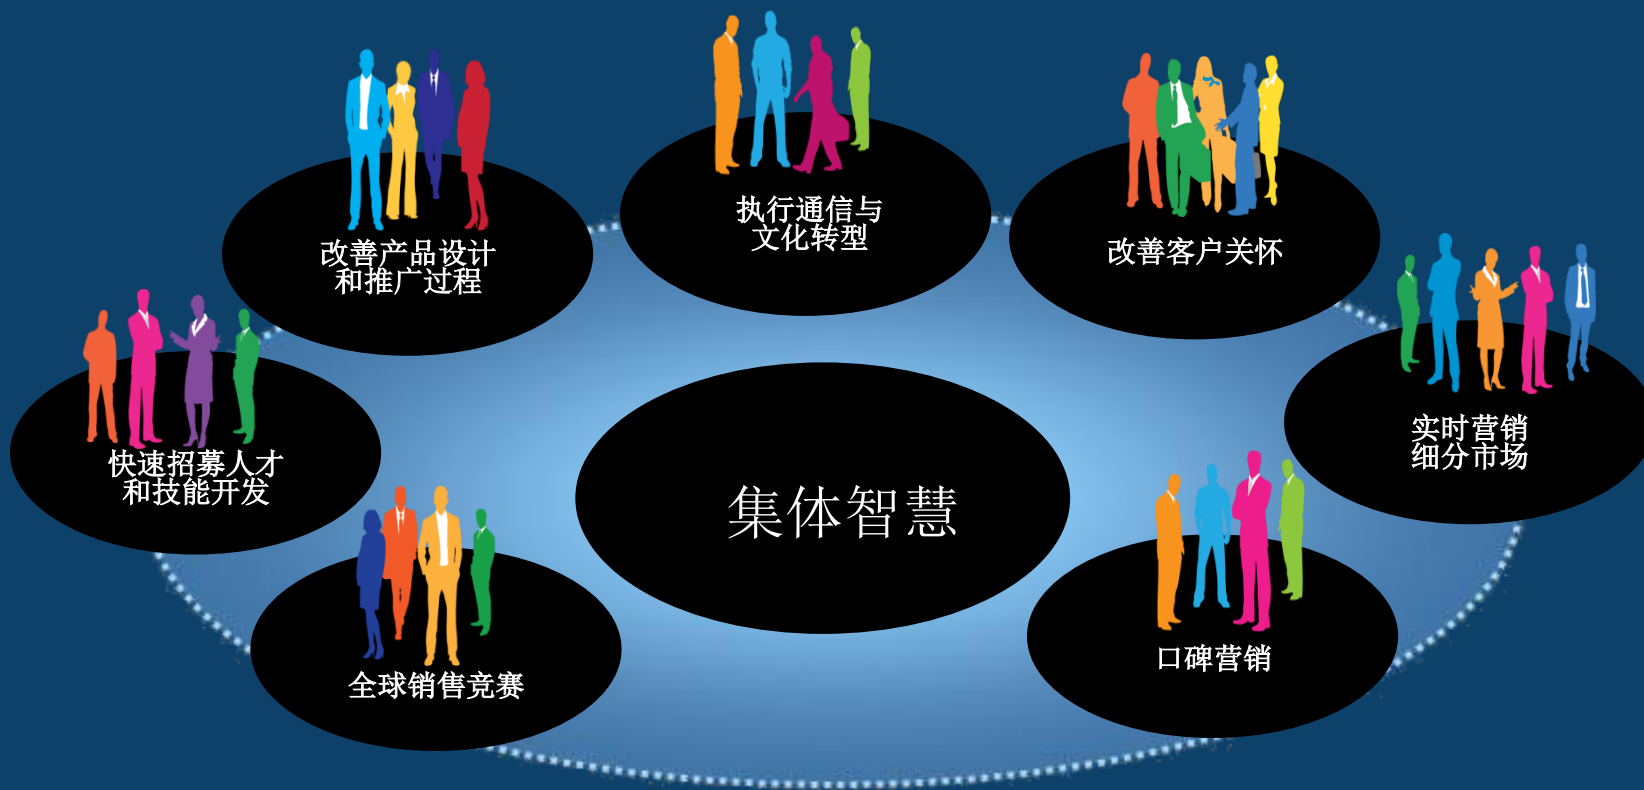 执行通信与
文化转型
改善产品设计
和推广过程
改善客户关怀
实时营销
细分市场
快速招募人才
和技能开发
集体智慧
口碑营销
全球销售竞赛